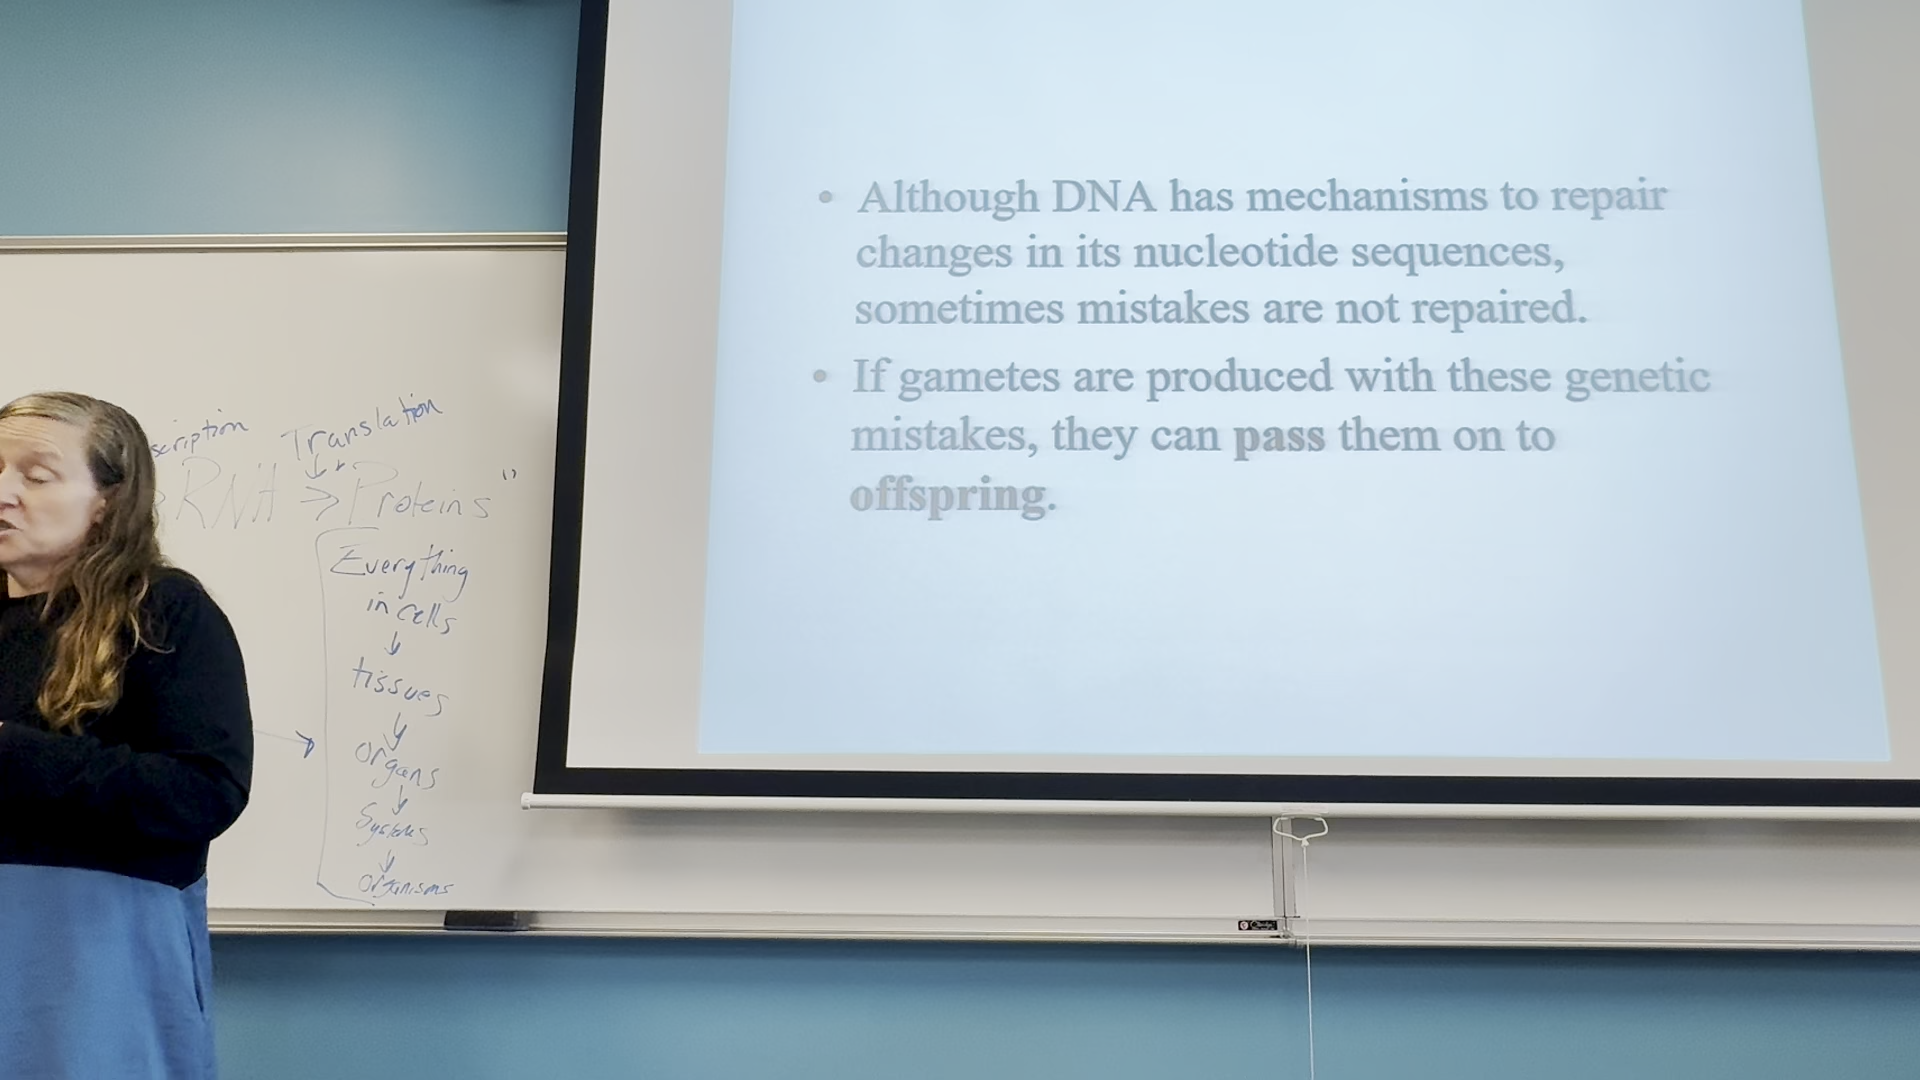 • Although DNA has mechanisms to repair
changes in its nucleotide sequences,
sometimes mistakes are not repaired.
• If gametes are produced with these genetic
mistakes, they can pass them on to
offspring.
scription Translation
RNA > Proteins"
Everything
in cells
↓
tissues
↓
organs
↓
Systems
↓
organisms